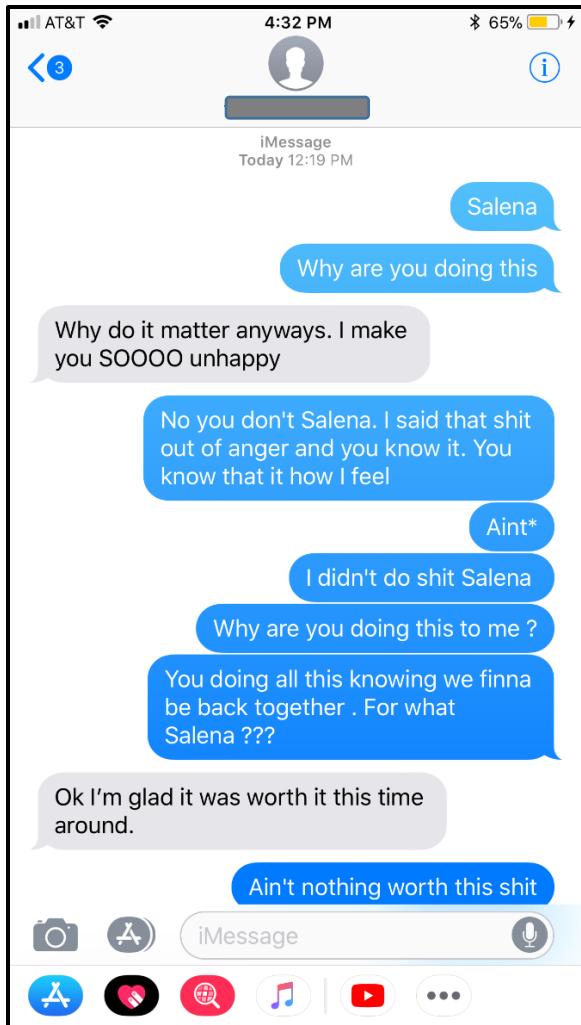 AT&T 4:32 PM 65%
3
iMessage
Today 12:19 PM
Salena
Why are you doing this
Why do it matter anyways. I make
you SOOOO unhappy
No you don't Salena. I said that shit
out of anger and you know it. You
know that it how I feel
Aint*
I didn't do shit Salena
Why are you doing this to me ?
You doing all this knowing we finna
be back together . For what
Salena ???
Ok I’m glad it was worth it this time
around.
Ain't nothing worth this shit
iMessage